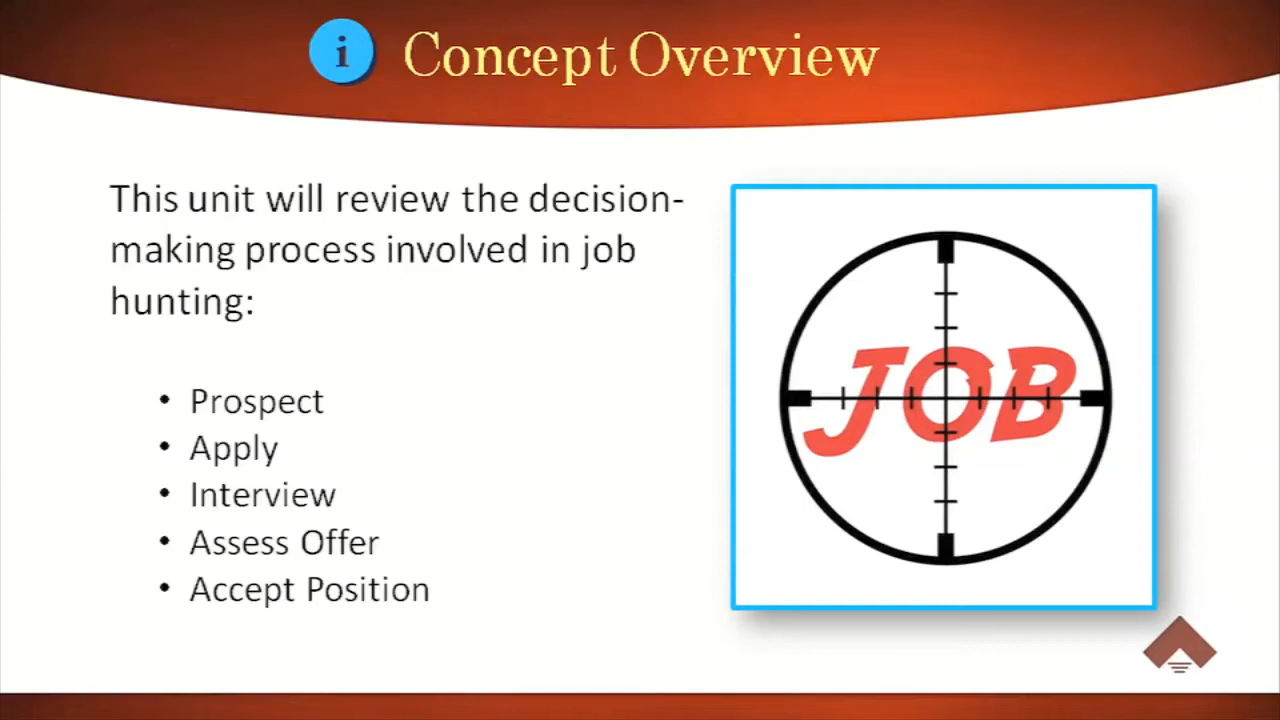 i Concept Overview
This unit will review the decision-
making process involved in job
hunting:
• Prospect
• Apply
• Interview
• Assess Offer
• Accept Position
JOB